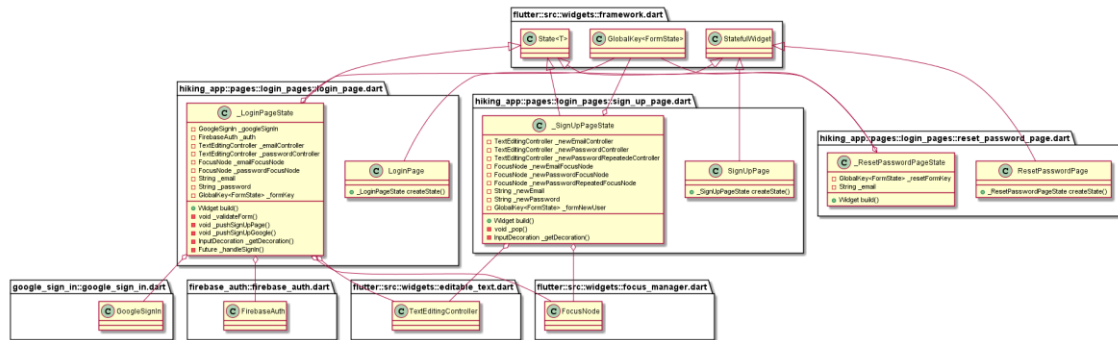 flutter::src::widgets::framework.dart
C State<T>
C GlobalKey<FormState>
C StatefulWidget
hiking_app::pages::login_pages::login_page.dart
C _LoginPageState
GoogleSignIn _googleSignIn
FirebaseAuth _auth
TextEditingController _emailController
TextEditingController _passwordController
FocusNode _emailFocusNode
FocusNode _passwordFocusNode
String _email
String _password
GlobalKey<FormState> _formKey
Widget build()
void _validateForm()
void _pushSignUpPage()
void _pushSignUpGoogle()
InputDecoration _getDecoration()
Future _handleSignIn()
C LoginPage
_LoginPageState createState()
hiking_app::pages::login_pages::sign_up_page.dart
C _SignUpPageState
TextEditingController _newEmailController
TextEditingController _newPasswordController
TextEditingController _newPasswordRepeatedeController
FocusNode _newEmailFocusNode
FocusNode _newPasswordFocusNode
FocusNode _newPasswordRepeatedFocusNode
String _newEmail
String _newPassword
GlobalKey<FormState> _formNewUser
Widget build()
void _pop()
InputDecoration _getDecoration()
C SignUpPage
_SignUpPageState createState()
hiking_app::pages::login_pages::reset_password_page.dart
C _ResetPasswordPageState
GlobalKey<FormState> _resetFormKey
String _email
Widget build()
C ResetPasswordPage
_ResetPasswordPageState createState()
google_sign_in::google_sign_in.dart
C GoogleSignIn
firebase_auth::firebase_auth.dart
C FirebaseAuth
flutter::src::widgets::editable_text.dart
C TextEditingController
flutter::src::widgets::focus_manager.dart
C FocusNode